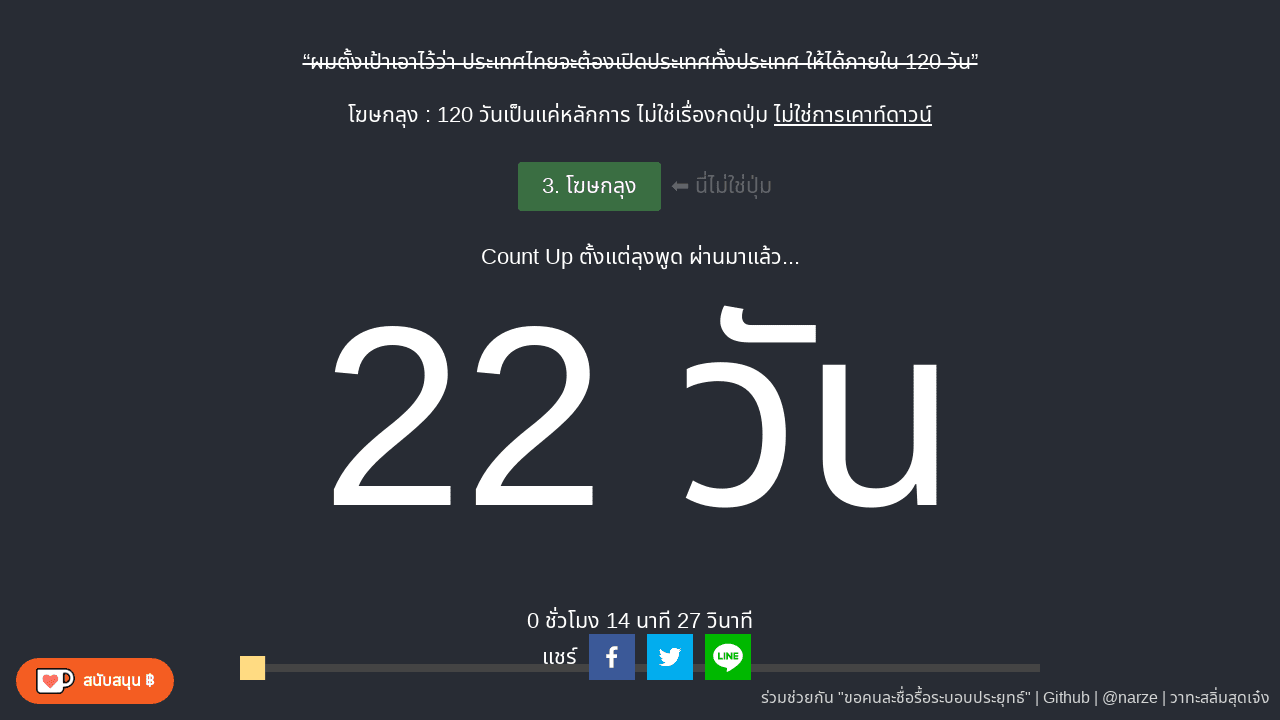 “ผมตั้งเป้าเอาไว้ว่า ประเทศไทยจะต้องเปิดประเทศทั้งประเทศ ให้ได้ภายใน 120 วัน”
โฆษกลุง : 120 วันเป็นแค่หลักการ ไม่ใช่เรื่องกดปุ่ม ไม่ใช่การเคาท์ดาวน์
3. โฆษกลุง ⬅ นี่ไม่ใช่ปุ่ม
Count Up ตั้งแต่ลุงพูด ผ่านมาแล้ว...
22 วัน
0 ชั่วโมง 14 นาที 27 วินาที
แชร์
LINE
สนับสนุน ฿
ร่วมช่วยกัน "ขอคนละชื่อรื้อระบอบประยุทธ์" | Github | @narze | วาทะสลิ่มสุดเจ๋ง